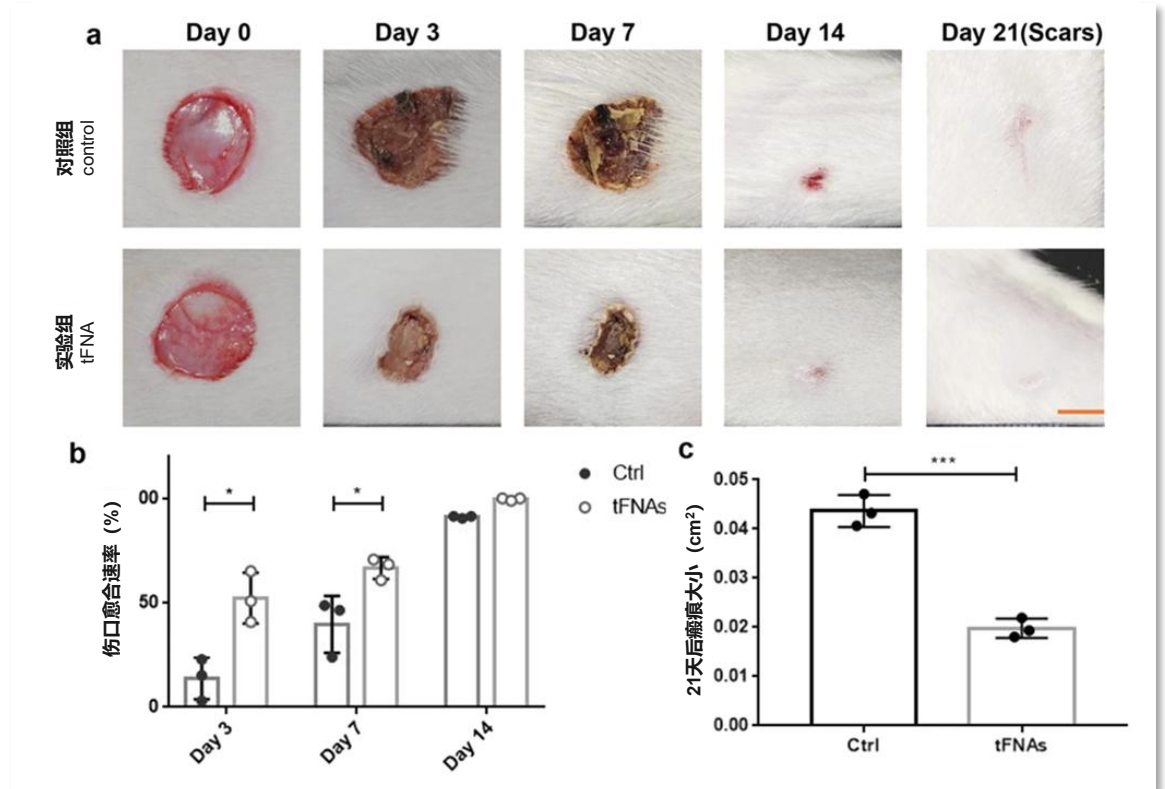 a
Day 0
Day 3
Day 7
Day 14
Day 21(Scars)
对照组
control
实验组
tFNA
b
伤口愈合速率（%）
00
50
0
*
*
Day 3
Day 7
Day 14
Ctrl
tFNAs
c
21天后瘢痕大小（cm²）
0.05
0.04
0.03
0.02
0.01
0.00
***
Ctrl
tFNAs